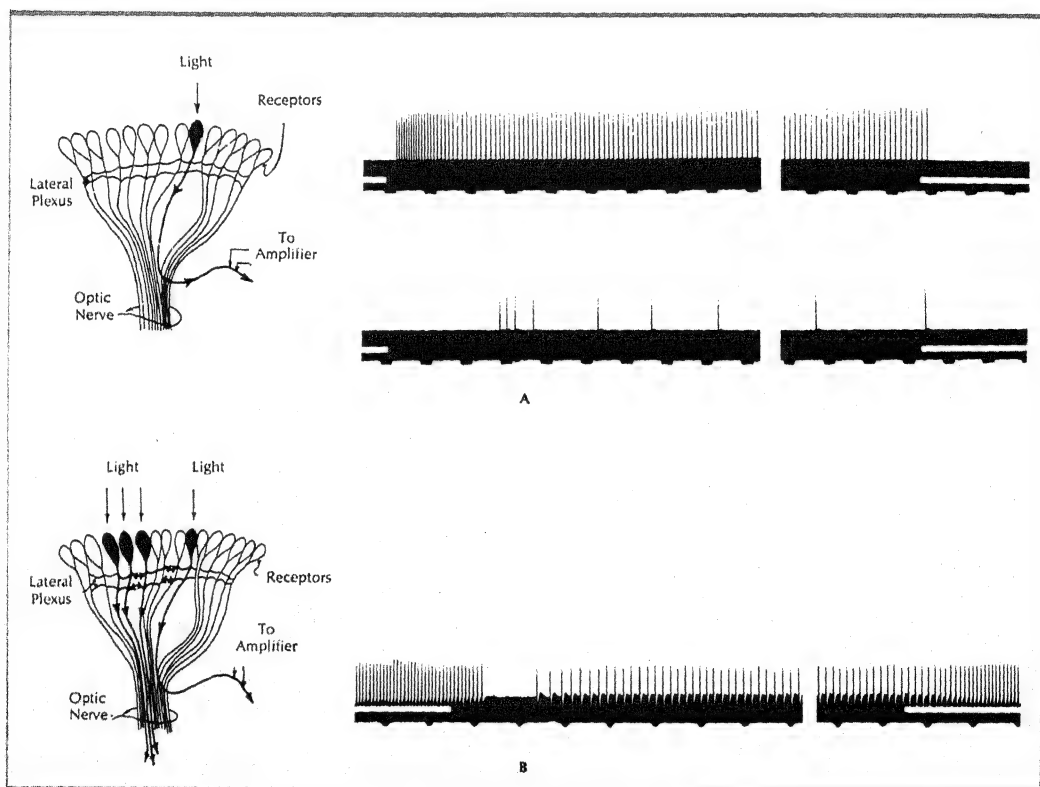 Light
Receptors
Lateral
Plexus
To
Amplifier
Optic
Nerve
A
Light
Light
Receptors
Lateral
Plexus
To
Amplifier
Optic
Nerve
B